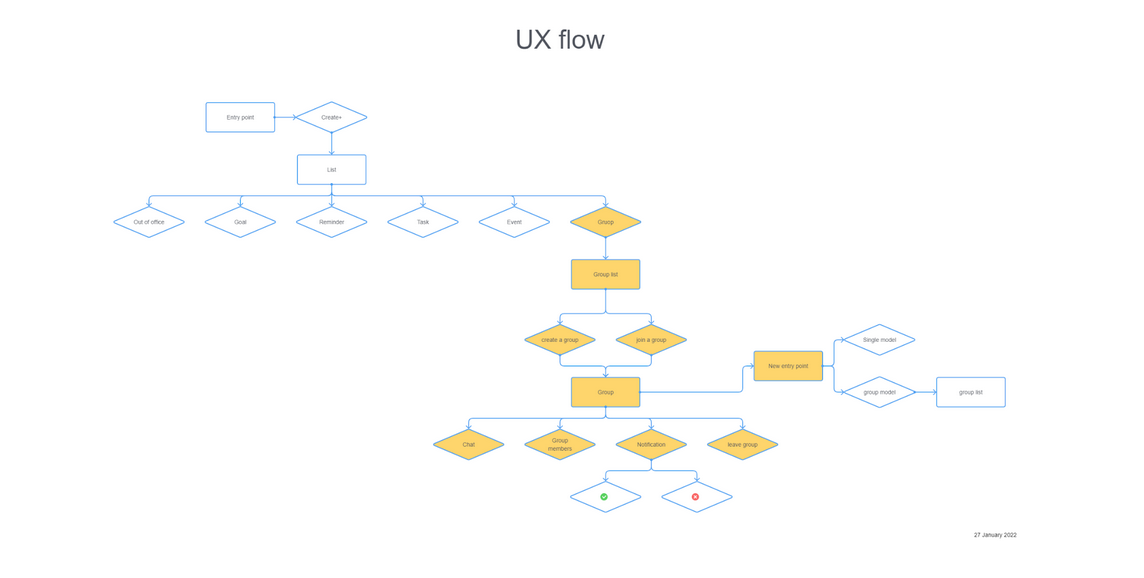 UX flow
Entry point
Create+
List
Out of office
Goal
Reminder
Task
Event
Group
Group list
create a group
join a group
Single model
New entry point
Group
group model
group list
Chat
Group
members
Notification
leave group
27 January 2022